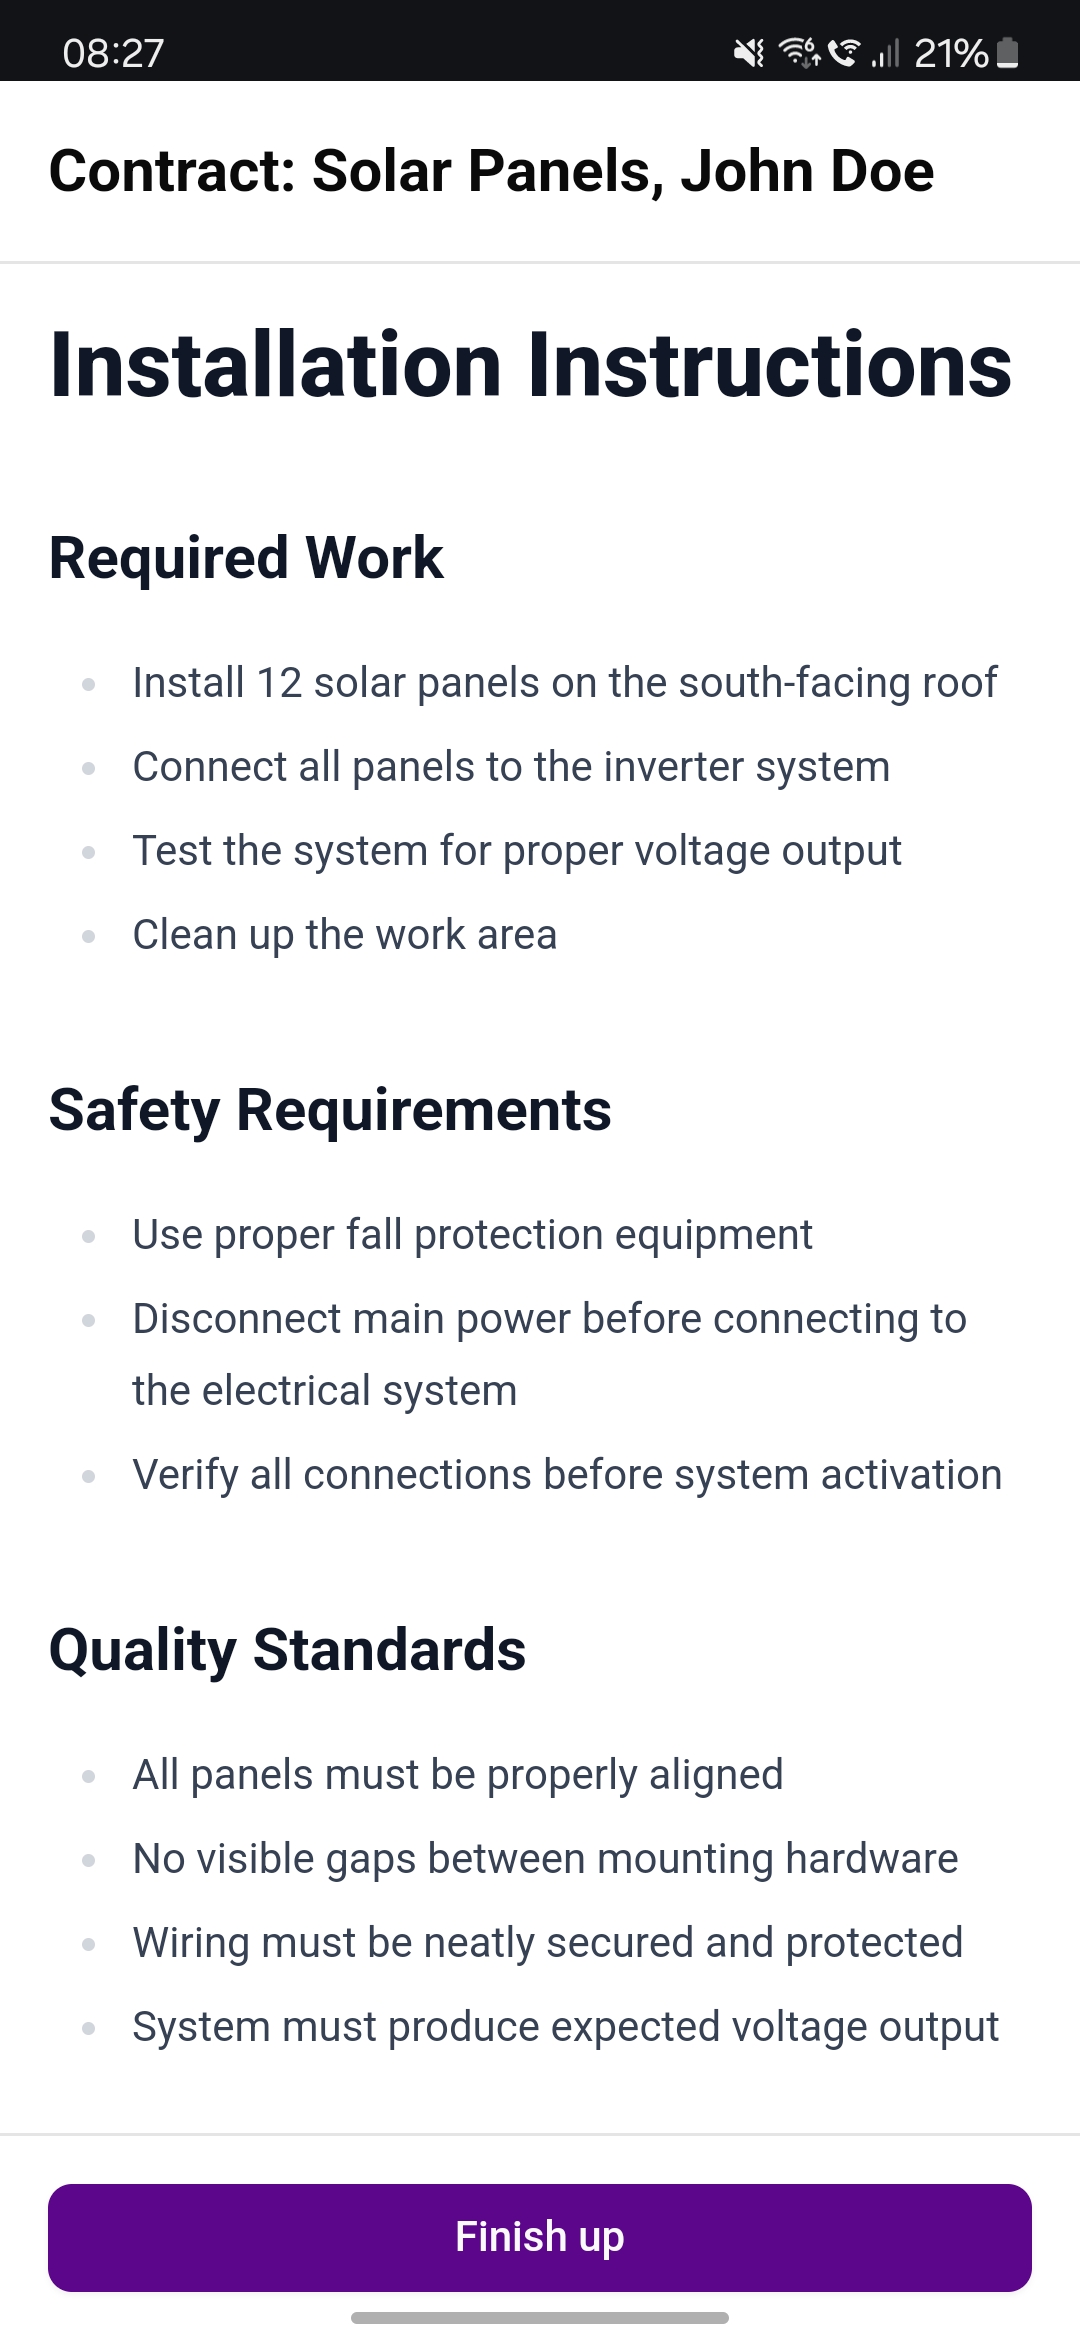 08:27
21%
Contract: Solar Panels, John Doe
Installation Instructions
Required Work
Install 12 solar panels on the south-facing roof
Connect all panels to the inverter system
Test the system for proper voltage output
Clean up the work area
Safety Requirements
Use proper fall protection equipment
Disconnect main power before connecting to
the electrical system
Verify all connections before system activation
Quality Standards
All panels must be properly aligned
No visible gaps between mounting hardware
Wiring must be neatly secured and protected
System must produce expected voltage output
Finish up